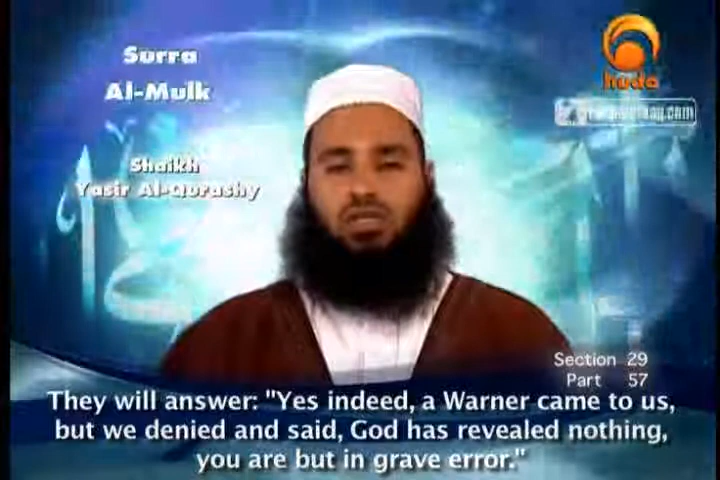 Surra
Al-Mulk
huda
Shaikh
Yasir Al-Qurashy
Section 29
Part 57
They will answer: "Yes indeed, a Warner came to us,
but we denied and said, God has revealed nothing,
you are but in grave error."